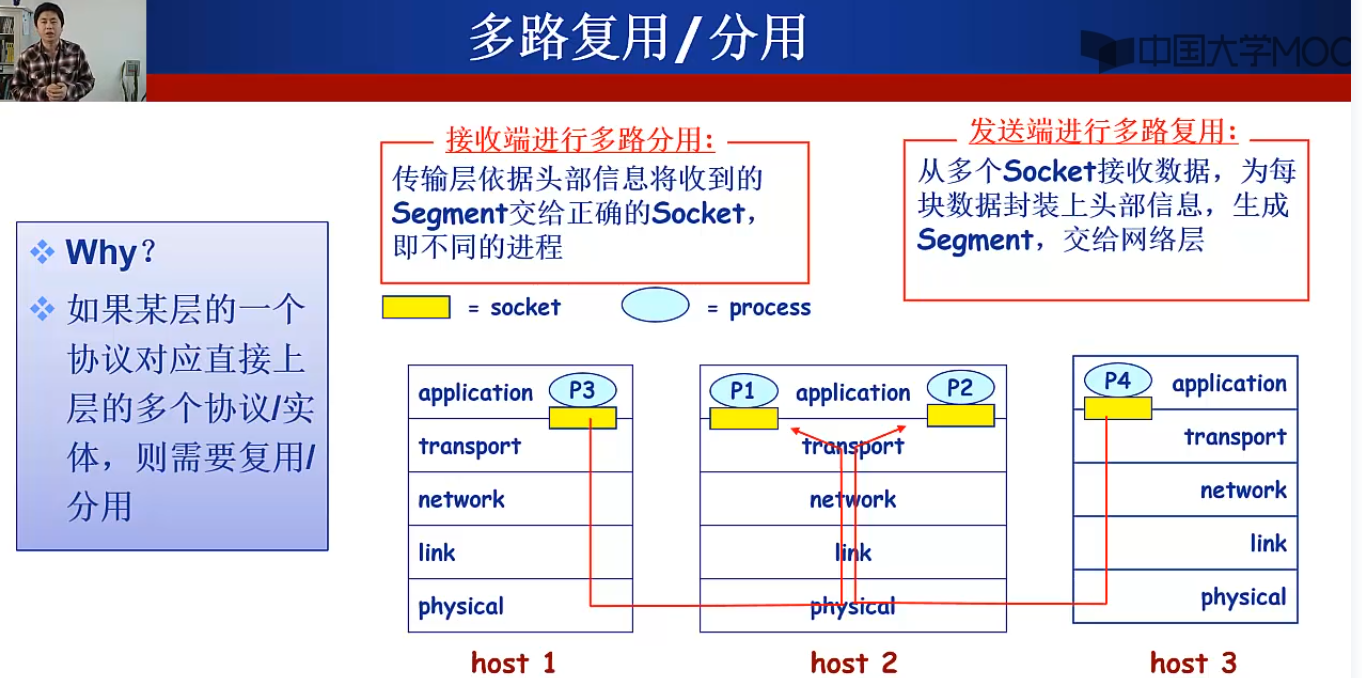 多路复用/分用
中国大学MOC
接收端进行多路分用:
传输层依据头部信息将收到的
Segment交给正确的Socket，
即不同的进程
发送端进行多路复用:
从多个Socket接收数据，为每
块数据封装上头部信息，生成
Segment，交给网络层
Why？
如果某层的一个
协议对应直接上
层的多个协议/实
体，则需要复用/
分用
= socket
= process
application P3
transport
network
link
physical
host 1
P1 application P2
transport
network
link
physical
host 2
P4 application
transport
network
link
physical
host 3